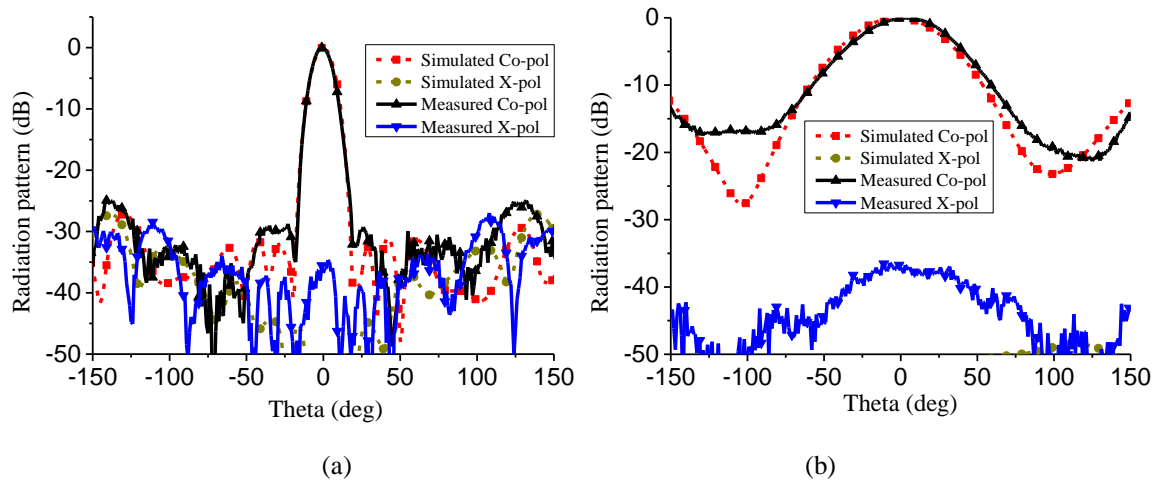 0
-10
-20
-30
-40
-50
-150
-100
-50
0
50
100
150
Radiation pattern (dB)
Theta (deg)
Simulated Co-pol
Simulated X-pol
Measured Co-pol
Measured X-pol
(a)
0
-10
-20
-30
-40
-50
-150
-100
-50
0
50
100
150
Radiation pattern (dB)
Theta (deg)
Simulated Co-pol
Simulated X-pol
Measured Co-pol
Measured X-pol
(b)